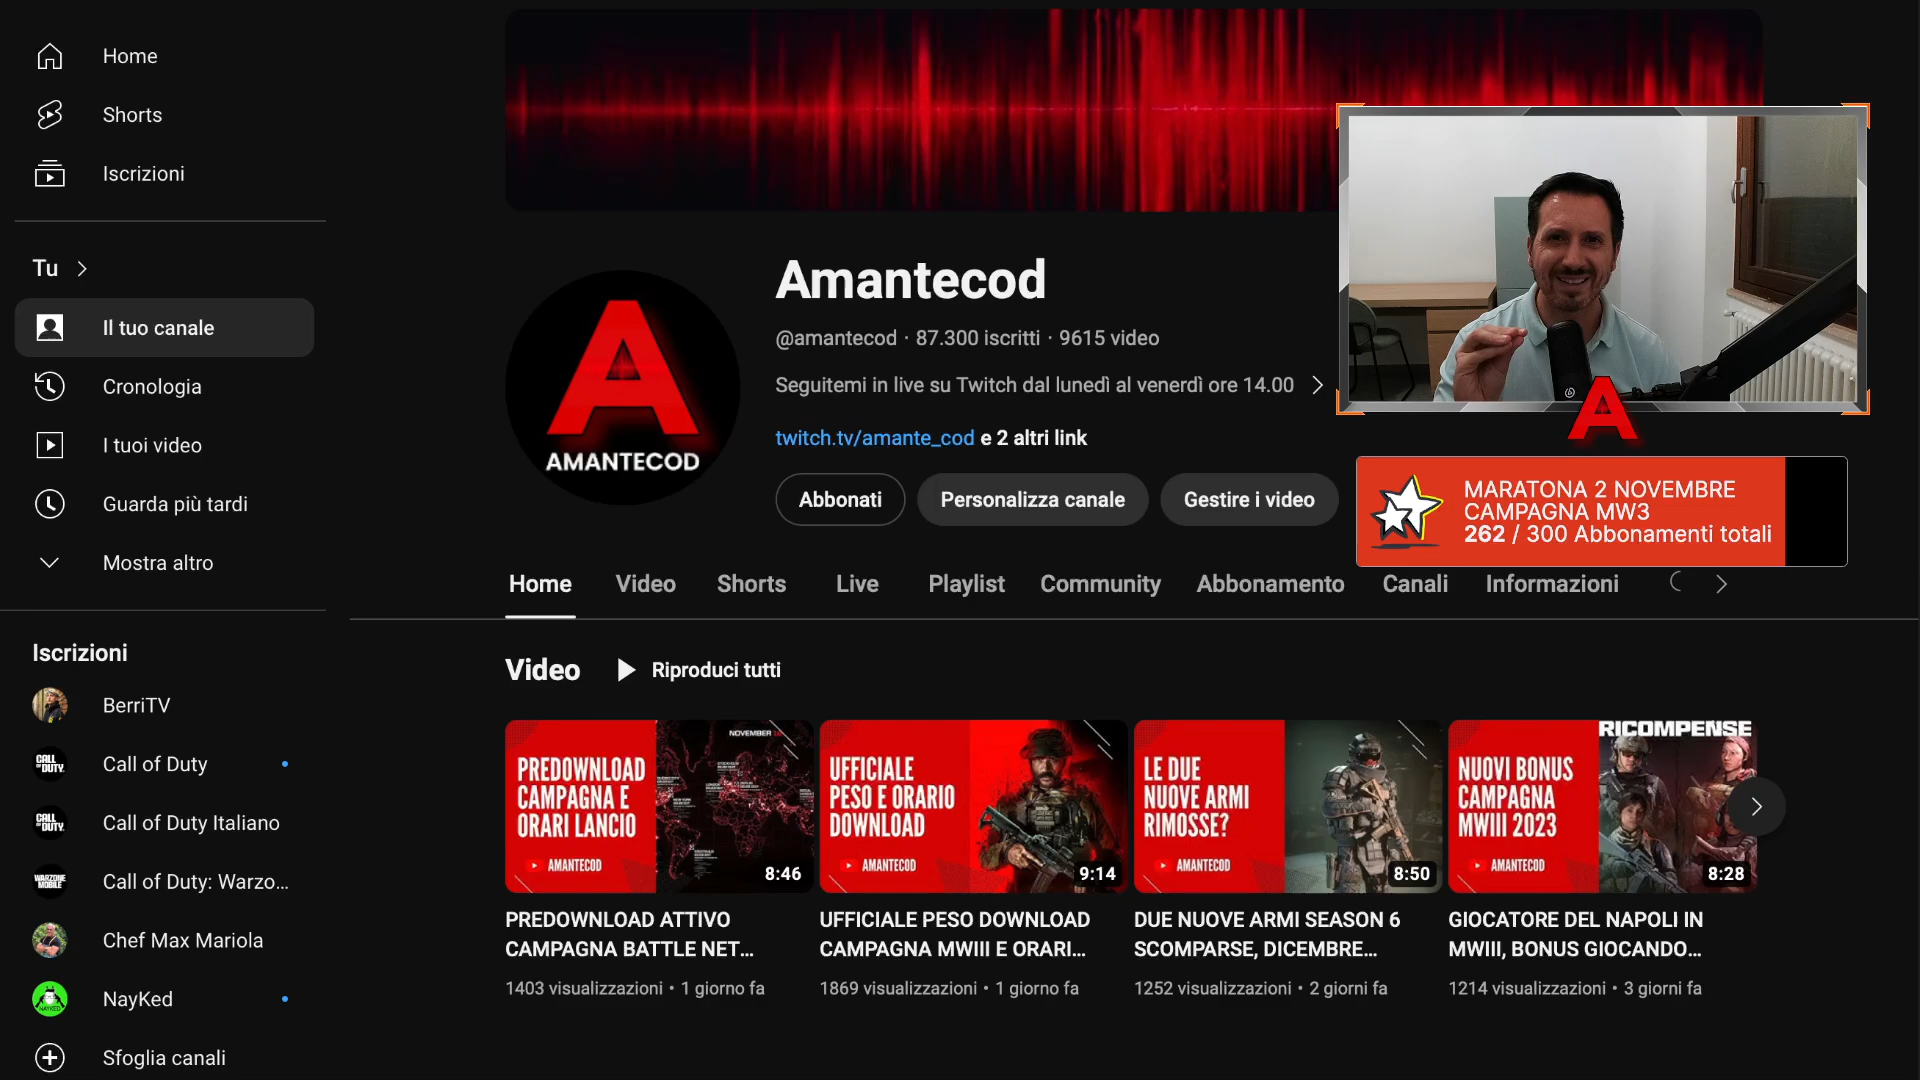 Home
Shorts
Iscrizioni
Tu
Il tuo canale
Cronologia
I tuoi video
Guarda più tardi
Mostra altro
Iscrizioni
BerriTV
Call of Duty
Call of Duty Italiano
Call of Duty: Warzo...
Chef Max Mariola
NayKed
Sfoglia canali
AMANTECOD
Amantecod
@amantecod · 87.300 iscritti · 9615 video
Seguitemi in live su Twitch dal lunedì al venerdì ore 14.00
twitch.tv/amante_cod e 2 altri link
Abbonati
Personalizza canale
Gestire i video
A
MARATONA 2 NOVEMBRE
CAMPAGNA MW3
262 / 300 Abbonamenti totali
Home
Video
Shorts
Live
Playlist
Community
Abbonamento
Canali
Informazioni
Video
Riproduci tutti
NOVEMBER
PREDOWNLOAD
CAMPAGNA E
ORARI LANCIO
AMANTECOD
8:46
PREDOWNLOAD ATTIVO
CAMPAGNA BATTLE NET...
1403 visualizzazioni • 1 giorno fa
UFFICIALE
PESO E ORARIO
DOWNLOAD
AMANTECOD
9:14
UFFICIALE PESO DOWNLOAD
CAMPAGNA MWIII E ORARI...
1869 visualizzazioni • 1 giorno fa
LE DUE
NUOVE ARMI
RIMOSSE?
AMANTECOD
8:50
DUE NUOVE ARMI SEASON 6
SCOMPARSE, DICEMBRE...
1252 visualizzazioni • 2 giorni fa
RICOMPENSE
NUOVI BONUS
CAMPAGNA
MWIII 2023
AMANTECOD
8:28
GIOCATORE DEL NAPOLI IN
MWIII, BONUS GIOCANDO...
1214 visualizzazioni • 3 giorni fa